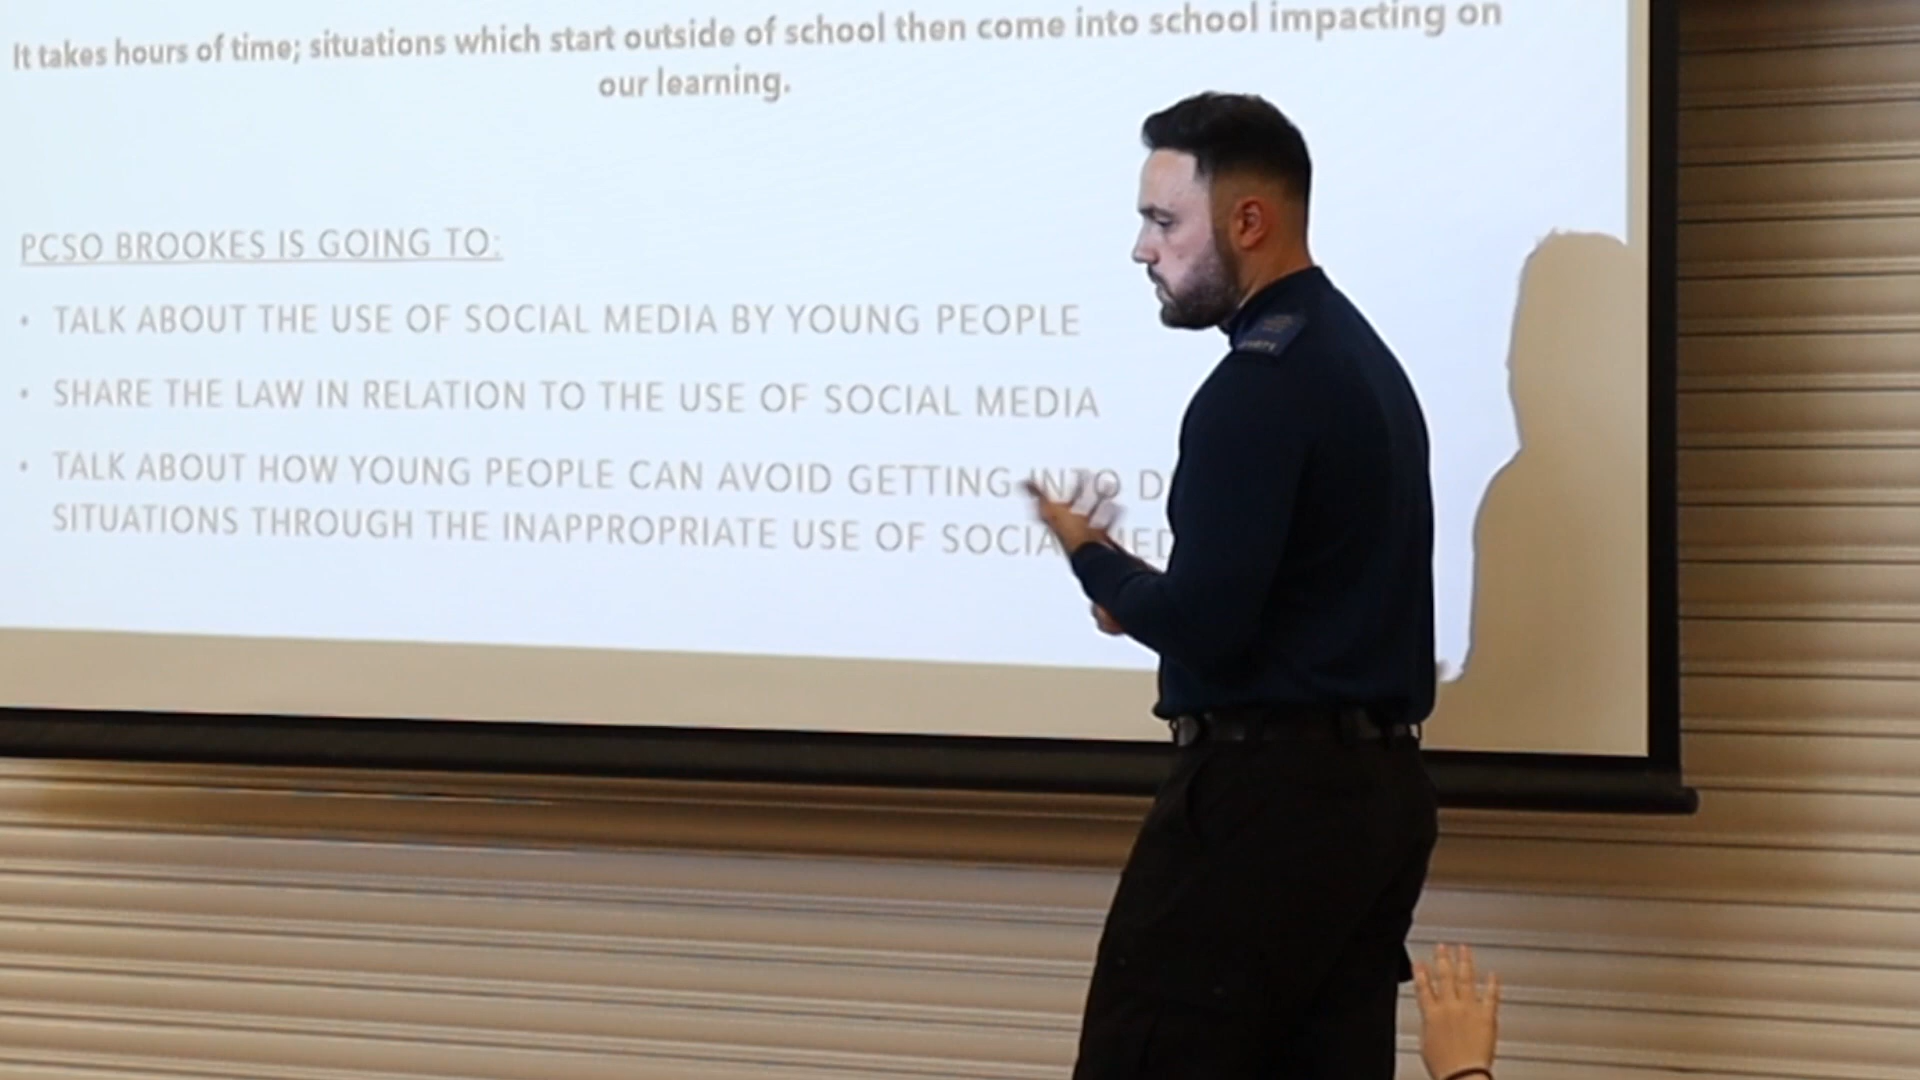 It takes hours of time; situations which start outside of school then come into school impacting on
our learning.
PCSO BROOKES IS GOING TO:
• TALK ABOUT THE USE OF SOCIAL MEDIA BY YOUNG PEOPLE
• SHARE THE LAW IN RELATION TO THE USE OF SOCIAL MEDIA
• TALK ABOUT HOW YOUNG PEOPLE CAN AVOID GETTING INTO D
SITUATIONS THROUGH THE INAPPROPRIATE USE OF SOCIAL MED